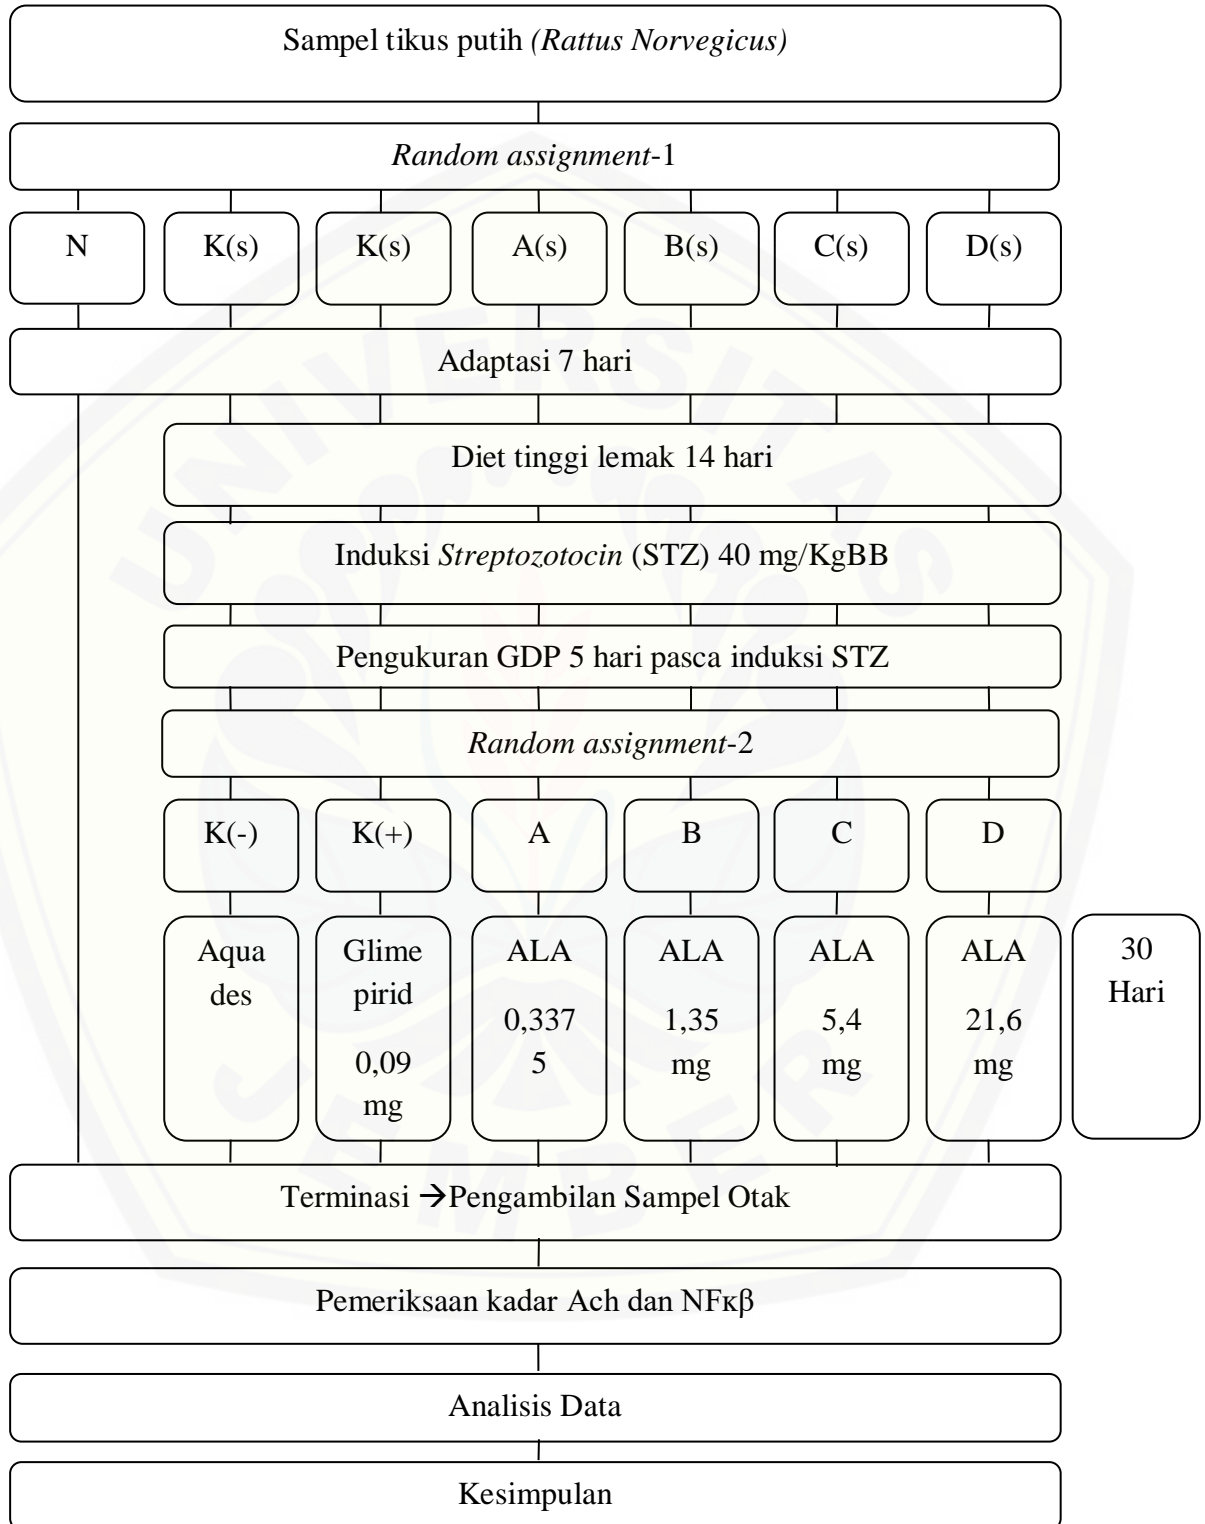 Sampel tikus putih (Rattus Norvegicus)
Random assignment-1
N
K(s)
K(s)
A(s)
B(s)
C(s)
D(s)
Adaptasi 7 hari
Diet tinggi lemak 14 hari
Induksi Streptozotocin (STZ) 40 mg/KgBB
Pengukuran GDP 5 hari pasca induksi STZ
Random assignment-2
K(-)
K(+)
A
B
C
D
Aqua
des
Glime
pirid
0,09
mg
ALA
0,337
5
ALA
1,35
mg
ALA
5,4
mg
ALA
21,6
mg
30
Hari
Terminasi →Pengambilan Sampel Otak
Pemeriksaan kadar Ach dan NFκβ
Analisis Data
Kesimpulan
UNIVERSITAS
JEMBER